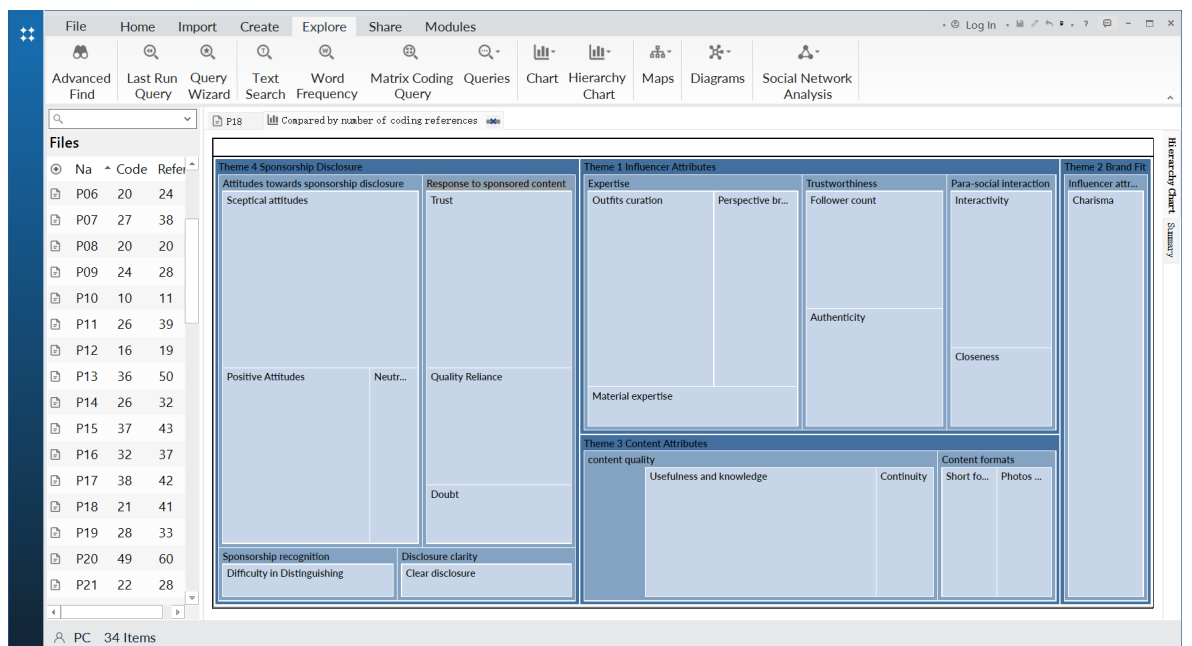 File Home Import Create Explore Share Modules
Log In
?
Advanced Find
Last Run Query
Query Wizard
Text Search
Word Frequency
Matrix Coding Query
Queries
Chart
Hierarchy Chart
Maps
Diagrams
Social Network Analysis
P18
Compared by number of coding references
Files
Na Code Refer
P06 20 24
P07 27 38
P08 20 20
P09 24 28
P10 10 11
P11 26 39
P12 16 19
P13 36 50
P14 26 32
P15 37 43
P16 32 37
P17 38 42
P18 21 41
P19 28 33
P20 49 60
P21 22 28
Theme 4 Sponsorship Disclosure
Attitudes towards sponsorship disclosure
Sceptical attitudes
Positive Attitudes
Neutr...
Response to sponsored content
Trust
Quality Reliance
Doubt
Sponsorship recognition
Difficulty in Distinguishing
Disclosure clarity
Clear disclosure
Theme 1 Influencer Attributes
Expertise
Outfits curation
Perspective br...
Material expertise
Trustworthiness
Follower count
Authenticity
Para-social interaction
Interactivity
Closeness
Theme 3 Content Attributes
content quality
Usefulness and knowledge
Continuity
Content formats
Short fo...
Photos ...
Theme 2 Brand Fit
Influencer attr...
Charisma
Hierarchy Chart
Summary
PC 34 Items